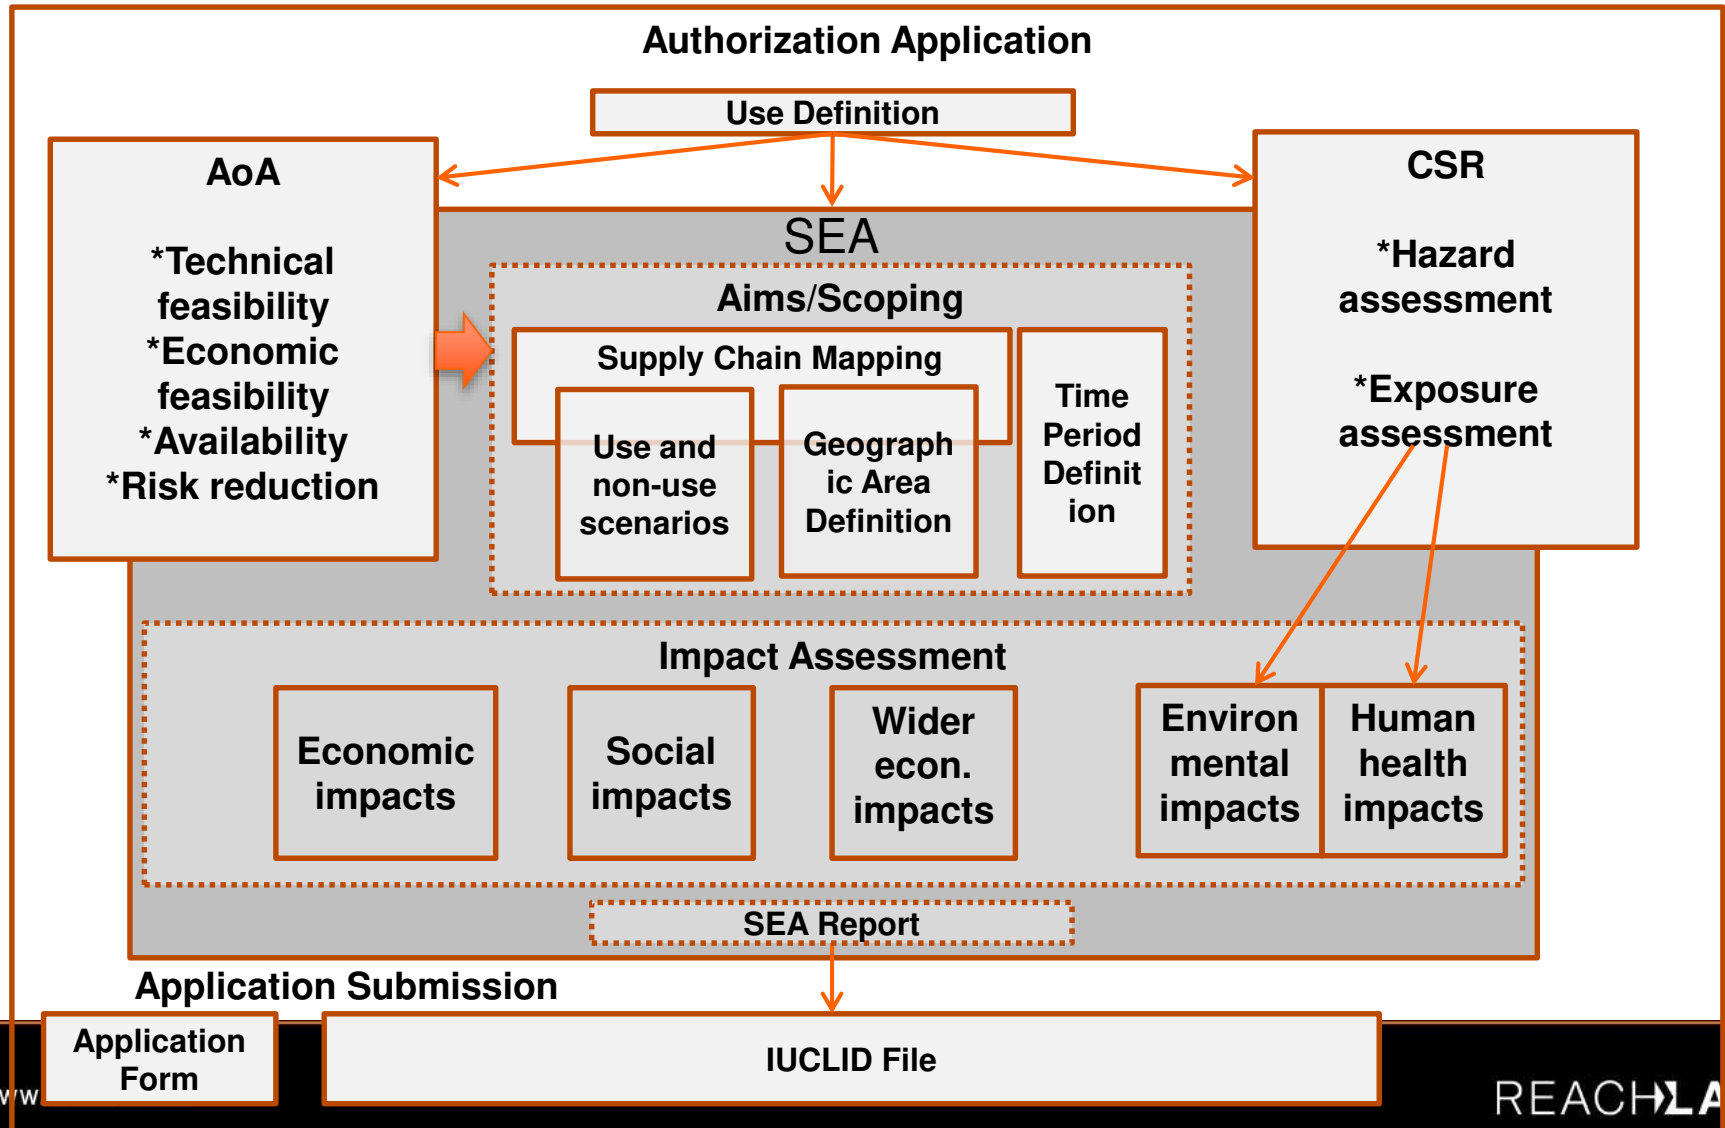 Authorization Application
Use Definition
AoA
*Technical
feasibility
*Economic
feasibility
*Availability
*Risk reduction
CSR
*Hazard
assessment
*Exposure
assessment
SEA
Aims/Scoping
Supply Chain Mapping
Use and
non-use
scenarios
Geograph
ic Area
Definition
Time
Period
Definit
ion
Impact Assessment
Economic
impacts
Social
impacts
Wider
econ.
impacts
Environ
mental
impacts
Human
health
impacts
SEA Report
Application Submission
Application
Form
IUCLID File
REACHLA